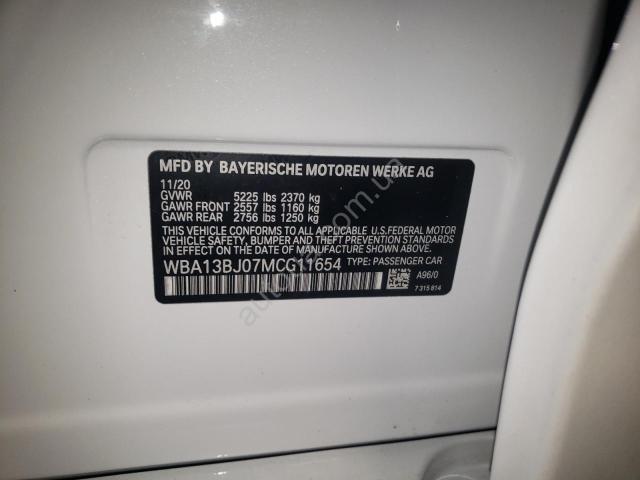 MFD BY BAYERISCHE MOTOREN WERKE AG
11/20
GVWR 5225 lbs 2370 kg
GAWR FRONT 2557 lbs 1160 kg
GAWR REAR 2756 lbs 1250 kg
THIS VEHICLE CONFORMS TO ALL APPLICABLE U.S.FEDERAL MOTOR
VEHICLE SAFETY, BUMPER AND THEFT PREVENTION STANDARDS
IN EFFECT ON THE DATE OF MANUFACTURE SHOWN ABOVE.
WBA13BJ07MCG11654 TYPE: PASSENGER CAR
A96/0
7 315 814